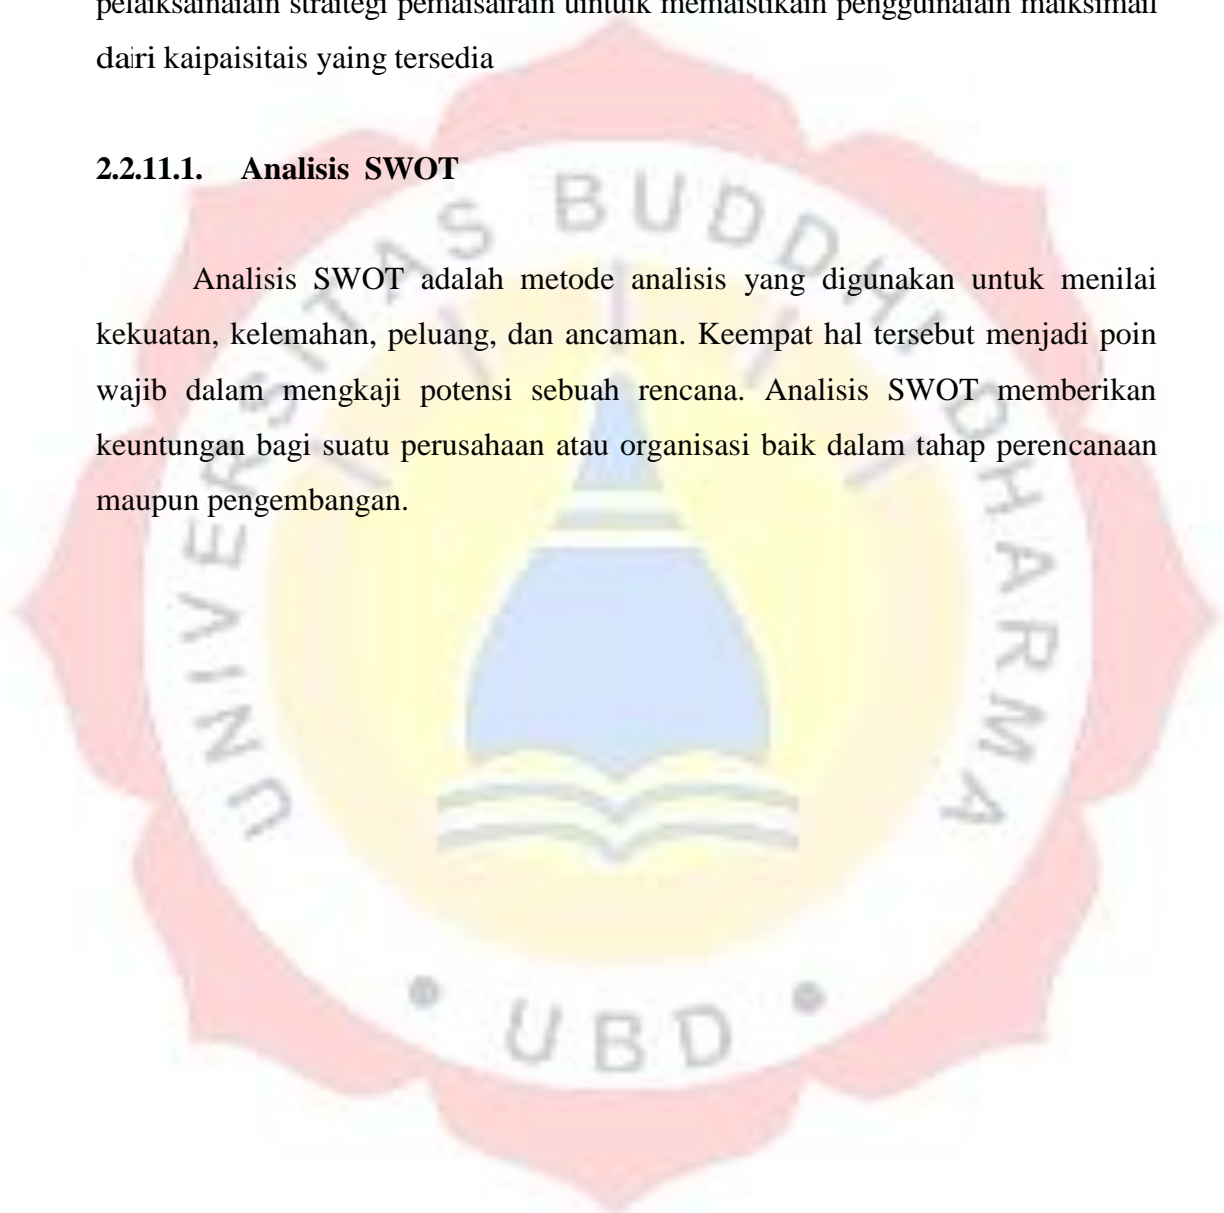 pelaiksainaiain straitegi pemaisairain uintuik memaistikain pengguinaiain maiksimail
dairi kaipaisitais yaing tersedia
2.2.11.1. Analisis SWOT
Analisis SWOT adalah metode analisis yang digunakan untuk menilai
kekuatan, kelemahan, peluang, dan ancaman. Keempat hal tersebut menjadi poin
wajib dalam mengkaji potensi sebuah rencana. Analisis SWOT memberikan
keuntungan bagi suatu perusahaan atau organisasi baik dalam tahap perencanaan
maupun pengembangan.
UNIVERSITAS BUDDHI DHARMA
• UBD •